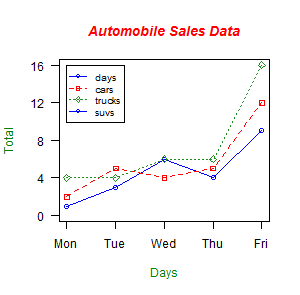 Automobile Sales Data
16
12
8
4
0
Total
days
cars
trucks
suvs
Mon Tue Wed Thu Fri
Days